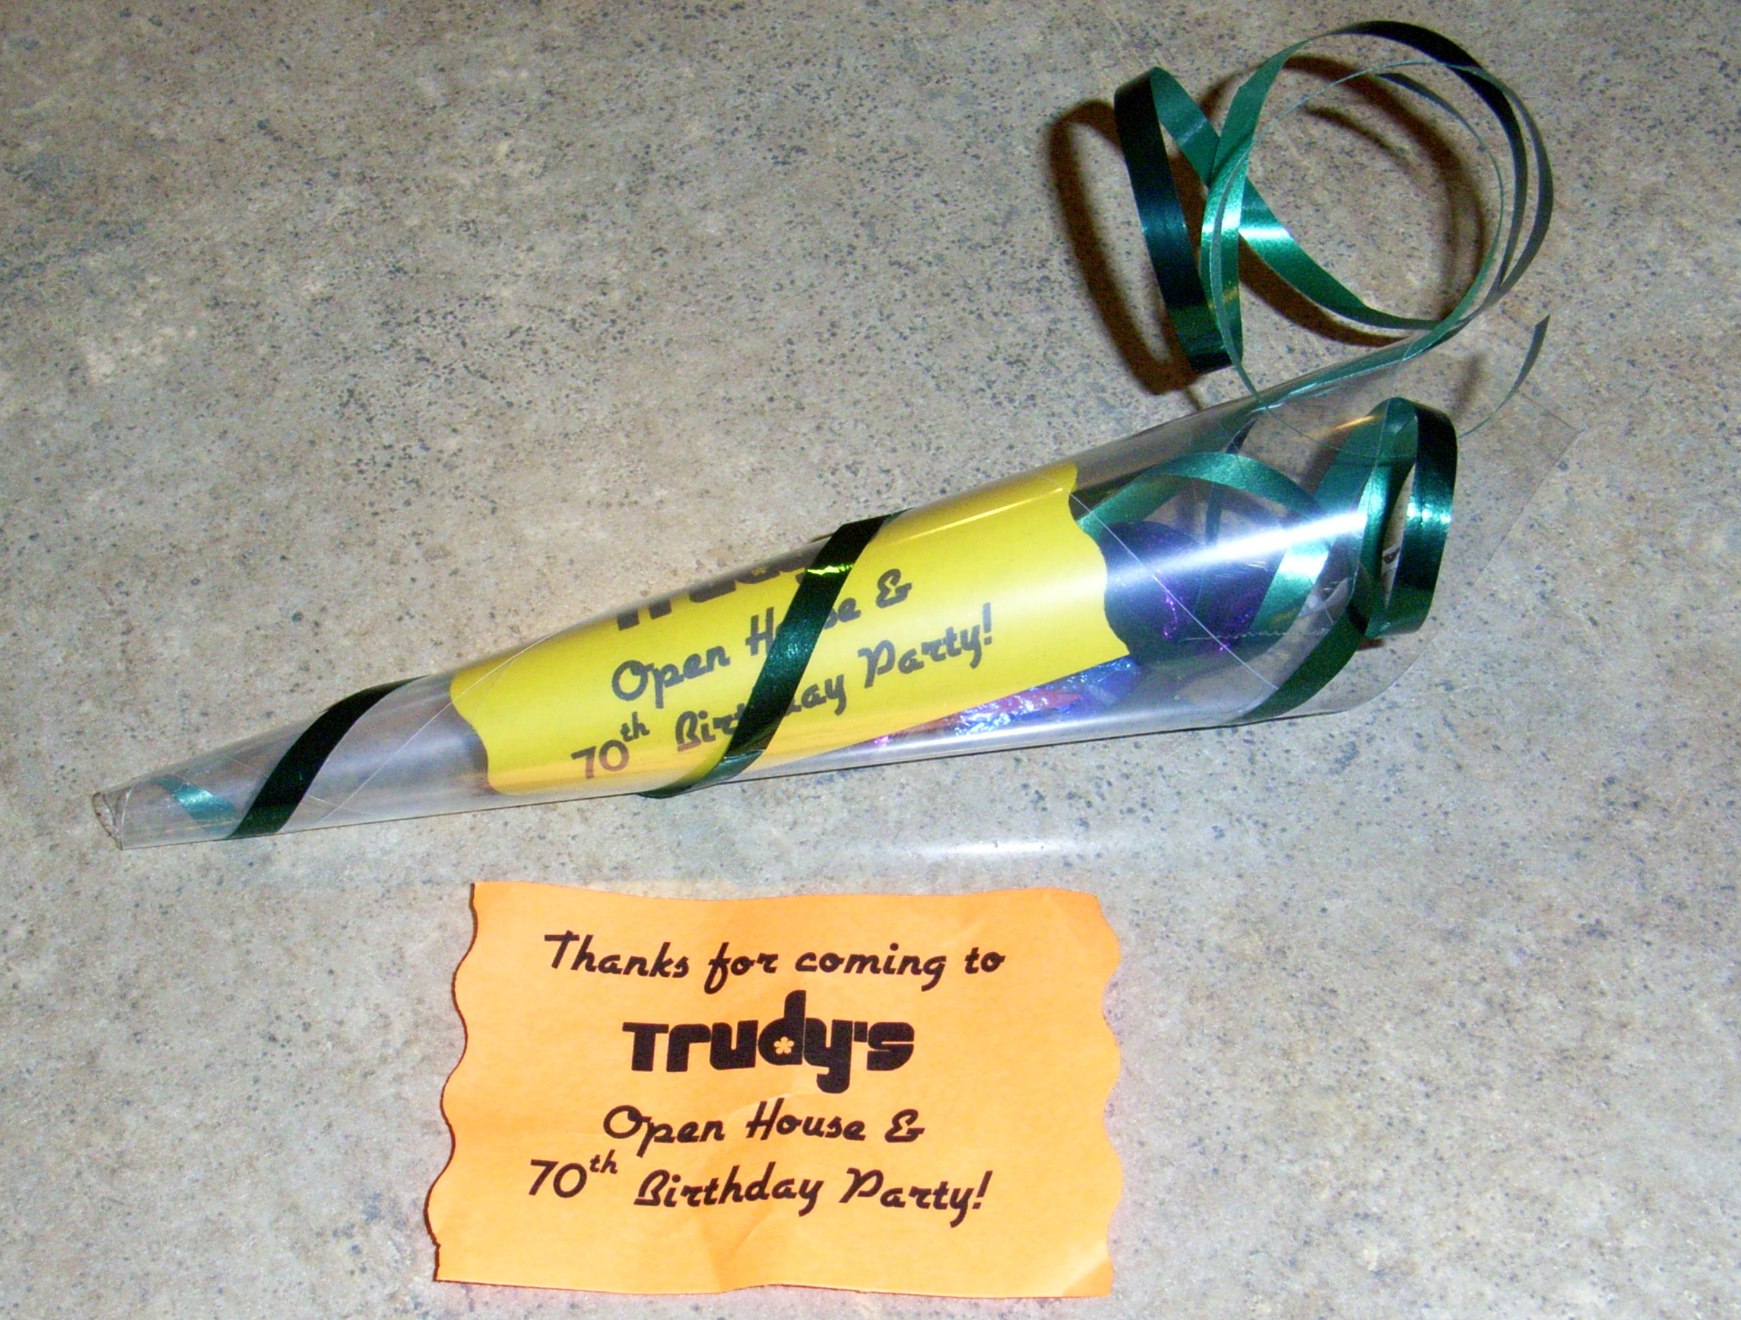 Open House &
70th Birthday Party!
Thanks for coming to
Trudy's
Open House &
70th Birthday Party!